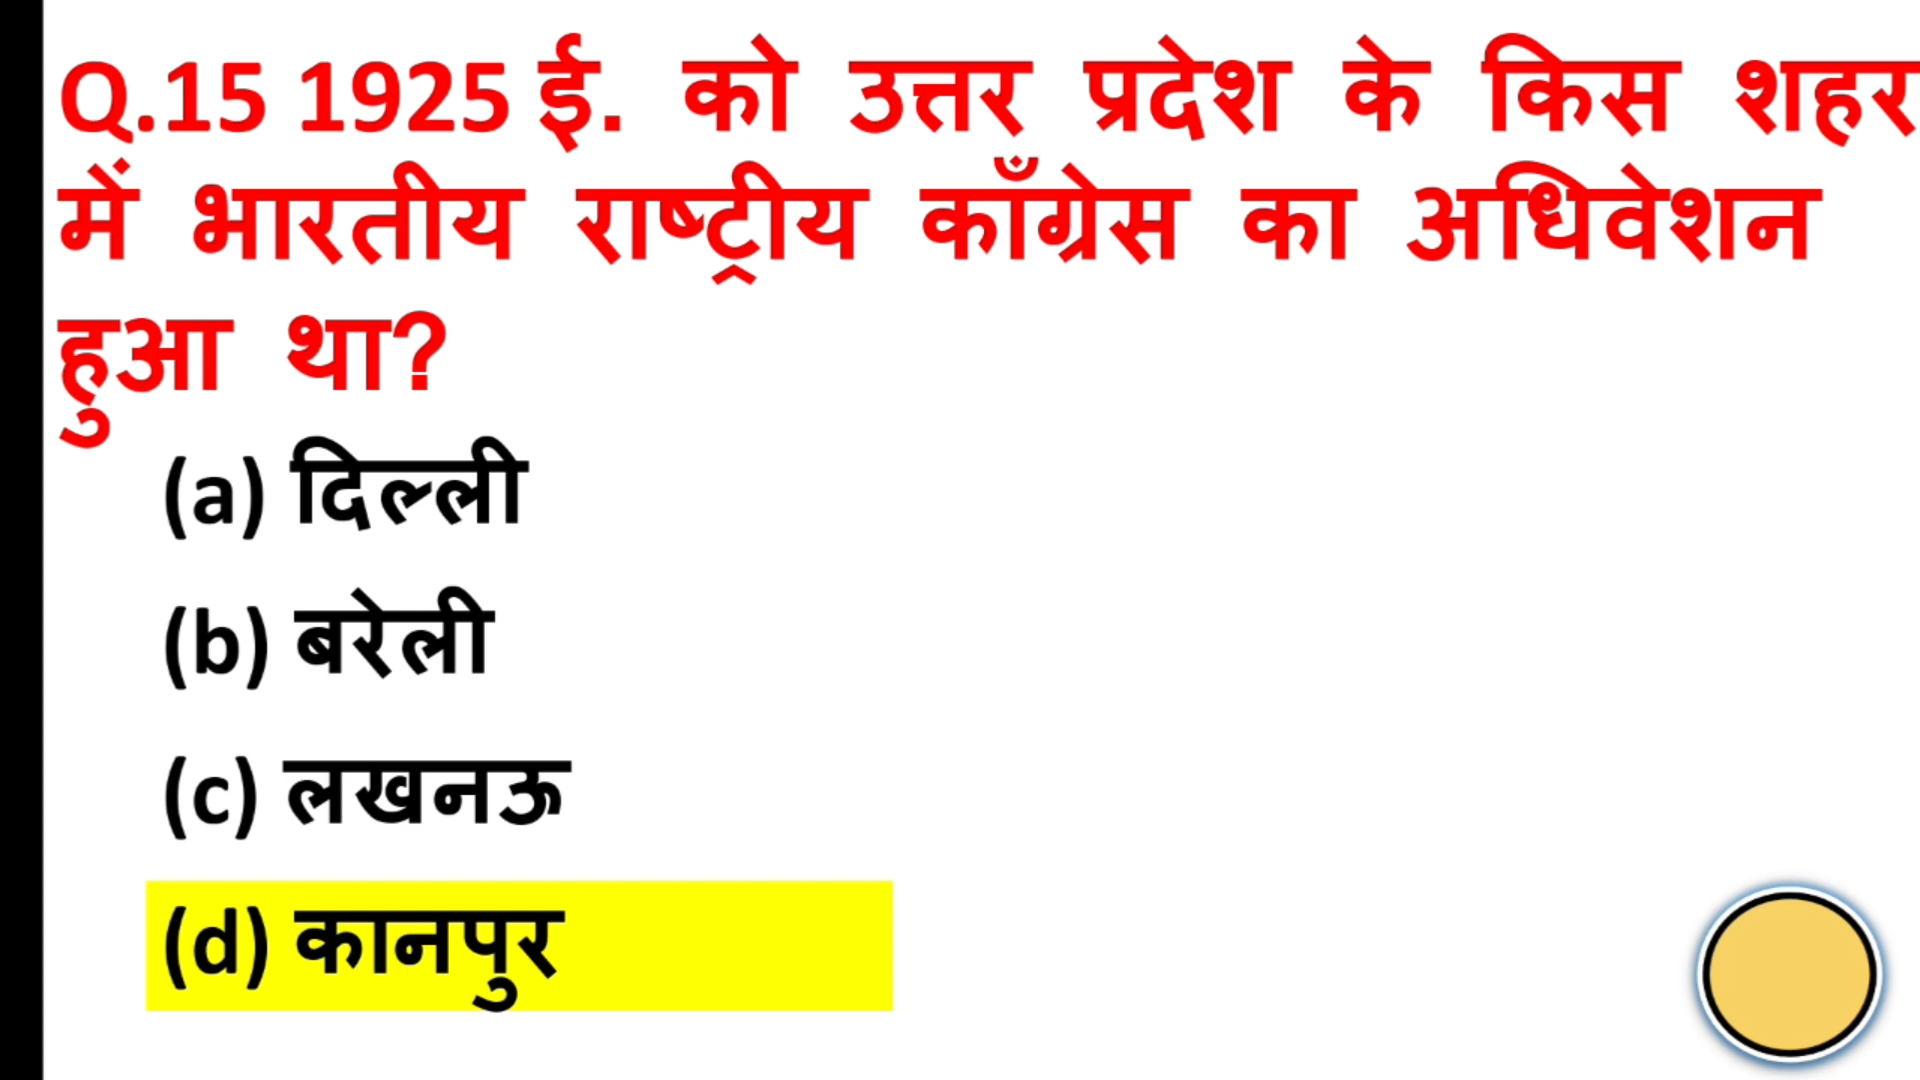 Q.15 1925 ई. को उत्तर प्रदेश के किस शहर
में भारतीय राष्ट्रीय काँग्रेस का अधिवेशन
हुआ था?
(a) दिल्ली
(b) बरेली
(c) लखनऊ
(d) कानपुर